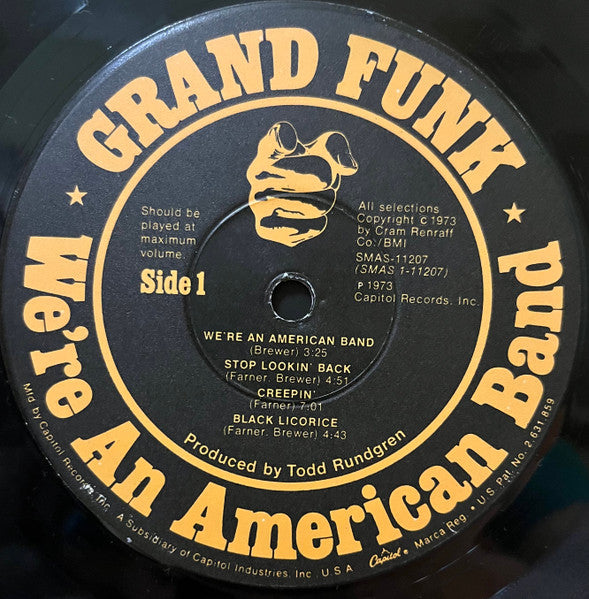 GRAND FUNK
Should be
played at
maximum
volume.
Side 1
All selections
Copyright c 1973
by Cram Renraff
Co./BMI
SMAS-11207
(SMAS 1-11207)
P 1973
Capitol Records, Inc.
WE'RE AN AMERICAN BAND
(Brewer) 3:25
STOP LOOKIN' BACK
(Farner, Brewer) 4:51
CREEPIN'
(Farner) 7:01
BLACK LICORICE
(Farner, Brewer) 4:43
Produced by Todd Rundgren
We're An American Band
Mfd by Capitol Records, Inc. A Subsidiary of Capitol Industries, Inc. U S A Capitol • Marca Reg. • U.S. Pat. No. 2,631,859